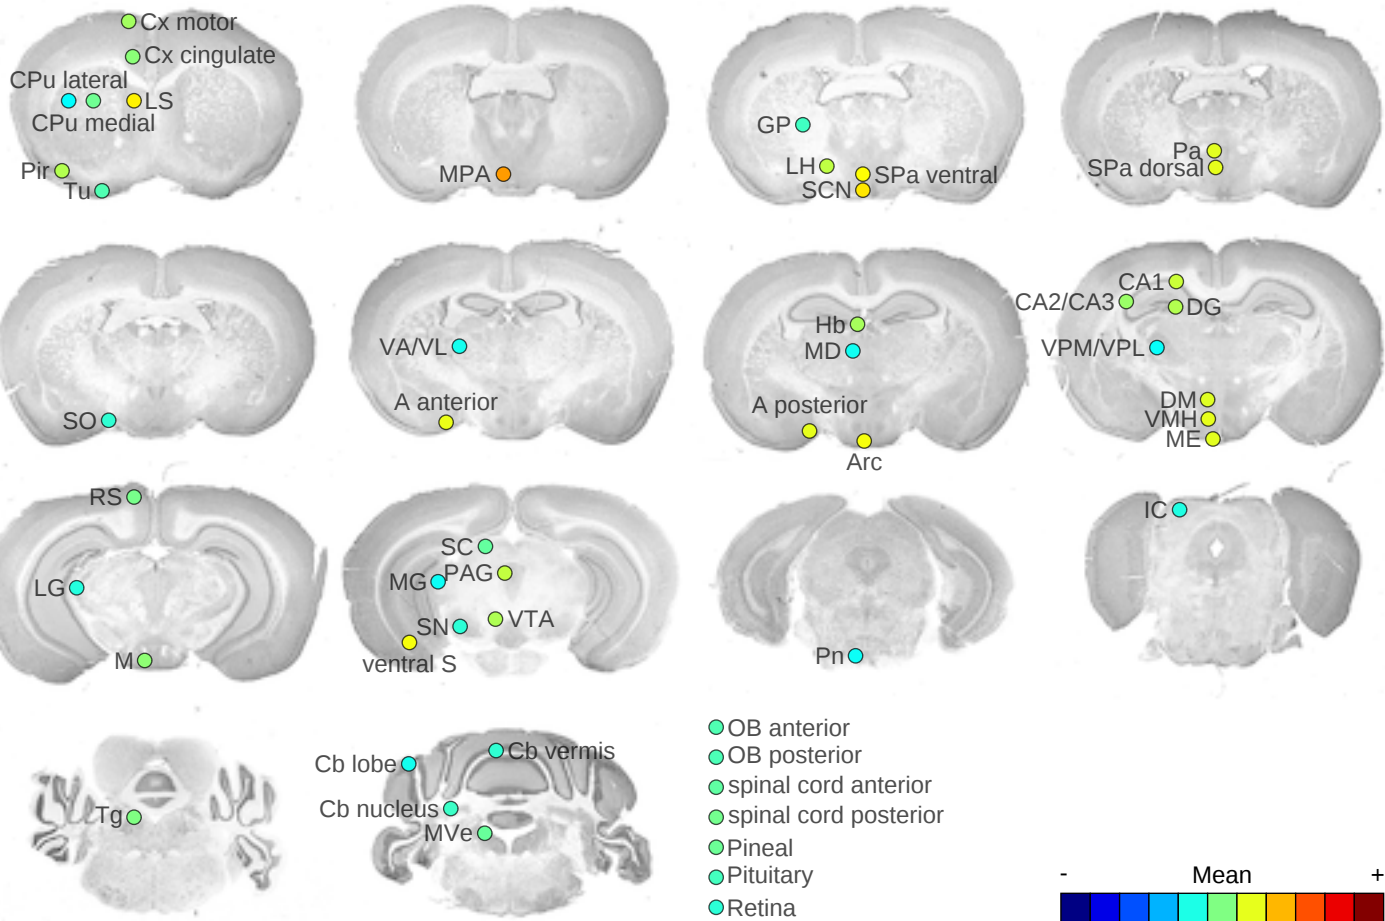 Cx motor
Cx cingulate
CPu lateral
LS
CPu medial
Pir
Tu
MPA
GP
LH
SPa ventral
SCN
Pa
SPa dorsal
SO
VA/VL
A anterior
Hb
MD
A posterior
Arc
CA1
CA2/CA3
DG
VPM/VPL
DM
VMH
ME
RS
LG
M
SC
PAG
MG
VTA
SN
ventral S
Pn
IC
Tg
Cb lobe
Cb vermis
Cb nucleus
MVe
OB anterior
OB posterior
spinal cord anterior
spinal cord posterior
Pineal
Pituitary
Retina
- Mean +